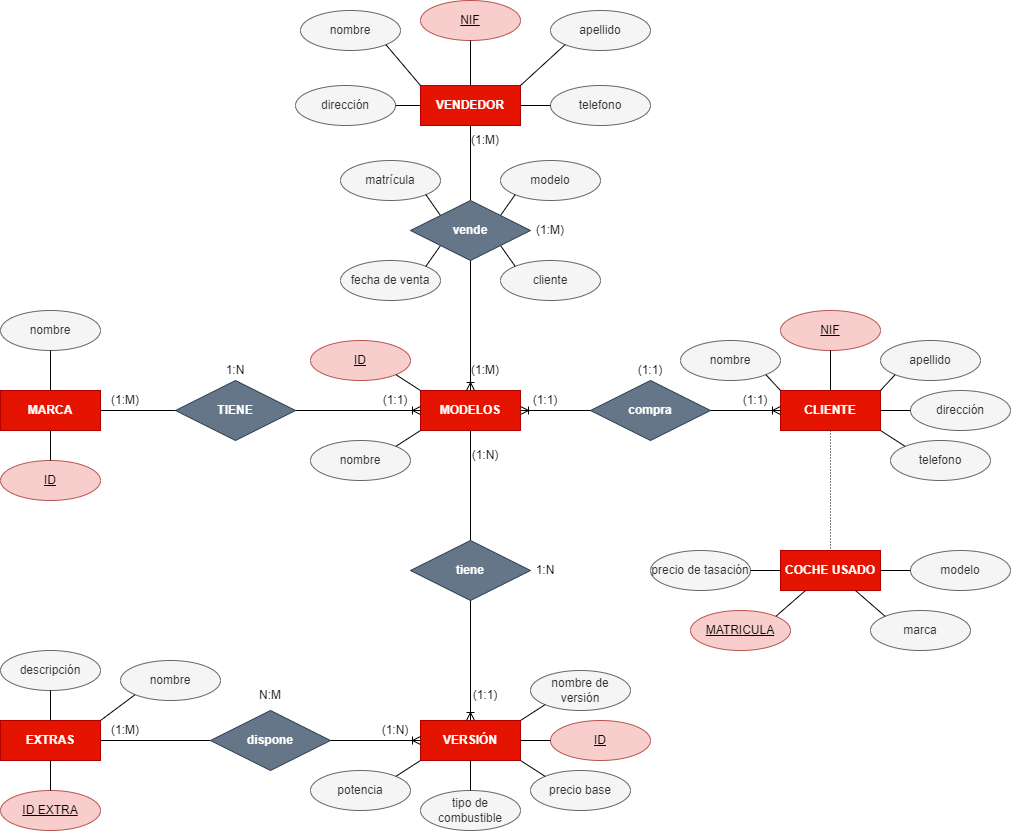 NIF
nombre
apellido
dirección
VENDEDOR
telefono
(1:M)
matrícula
modelo
vende
(1:M)
fecha de venta
cliente
nombre
ID
(1:M)
NIF
nombre
apellido
1:N
(1:1)
MARCA
(1:M)
TIENE
(1:1)
MODELOS
(1:1)
compra
(1:1)
CLIENTE
dirección
ID
nombre
(1:N)
telefono
tiene
1:N
precio de tasación
COCHE USADO
modelo
MATRICULA
marca
descripción
nombre
N:M
(1:1)
nombre de
versión
EXTRAS
(1:M)
dispone
(1:N)
VERSIÓN
ID
ID EXTRA
potencia
tipo de
combustible
precio base